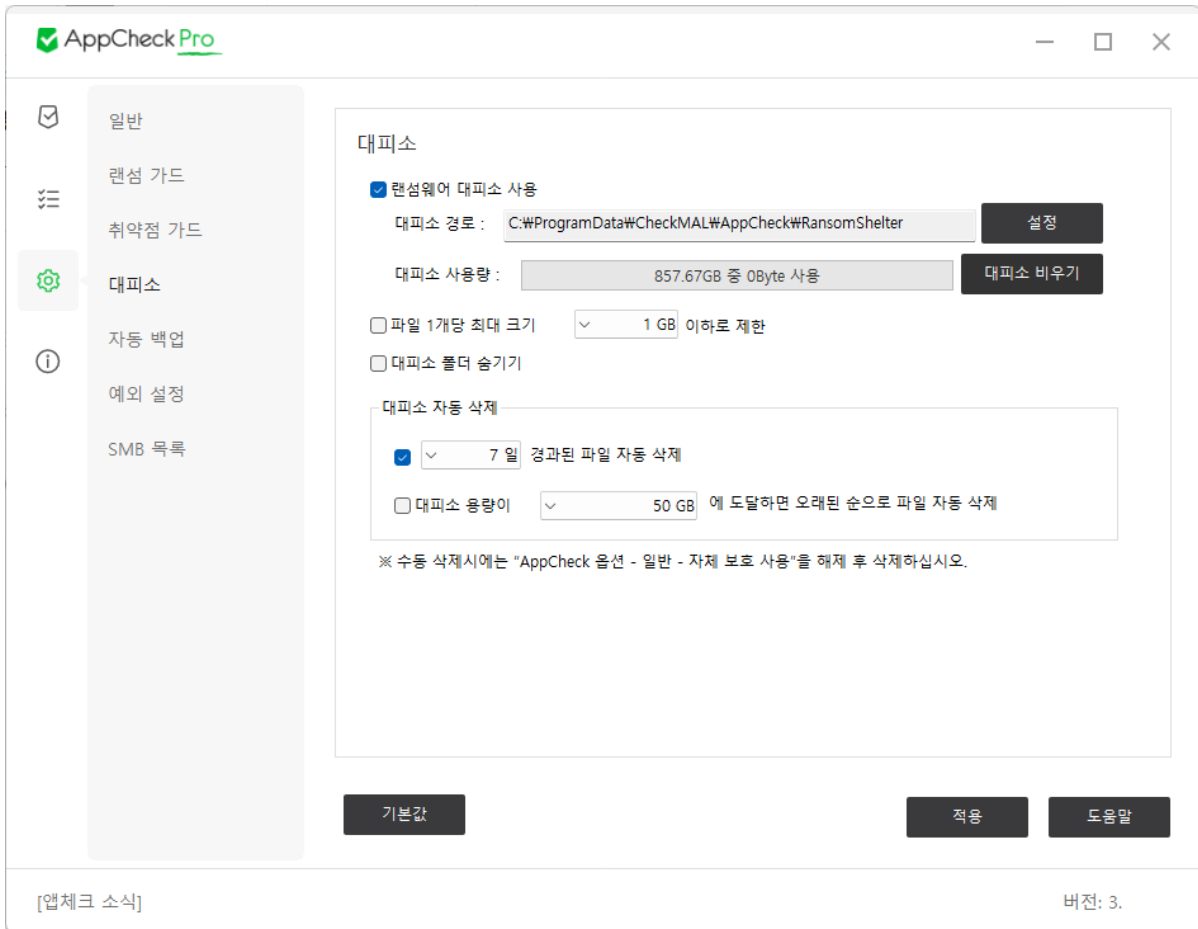 AppCheck Pro
일반
랜섬 가드
취약점 가드
대피소
자동 백업
예외 설정
SMB 목록
대피소
랜섬웨어 대피소 사용
대피소 경로 : C:₩ProgramData₩CheckMAL₩AppCheck₩RansomShelter 설정
대피소 사용량 : 857.67GB 중 0Byte 사용 대피소 비우기
파일 1개당 최대 크기 1 GB 이하로 제한
대피소 폴더 숨기기
대피소 자동 삭제
7 일 경과된 파일 자동 삭제
대피소 용량이 50 GB 에 도달하면 오래된 순으로 파일 자동 삭제
※ 수동 삭제시에는 "AppCheck 옵션 - 일반 - 자체 보호 사용"을 해제 후 삭제하십시오.
기본값 적용 도움말
[앱체크 소식] 버전: 3.